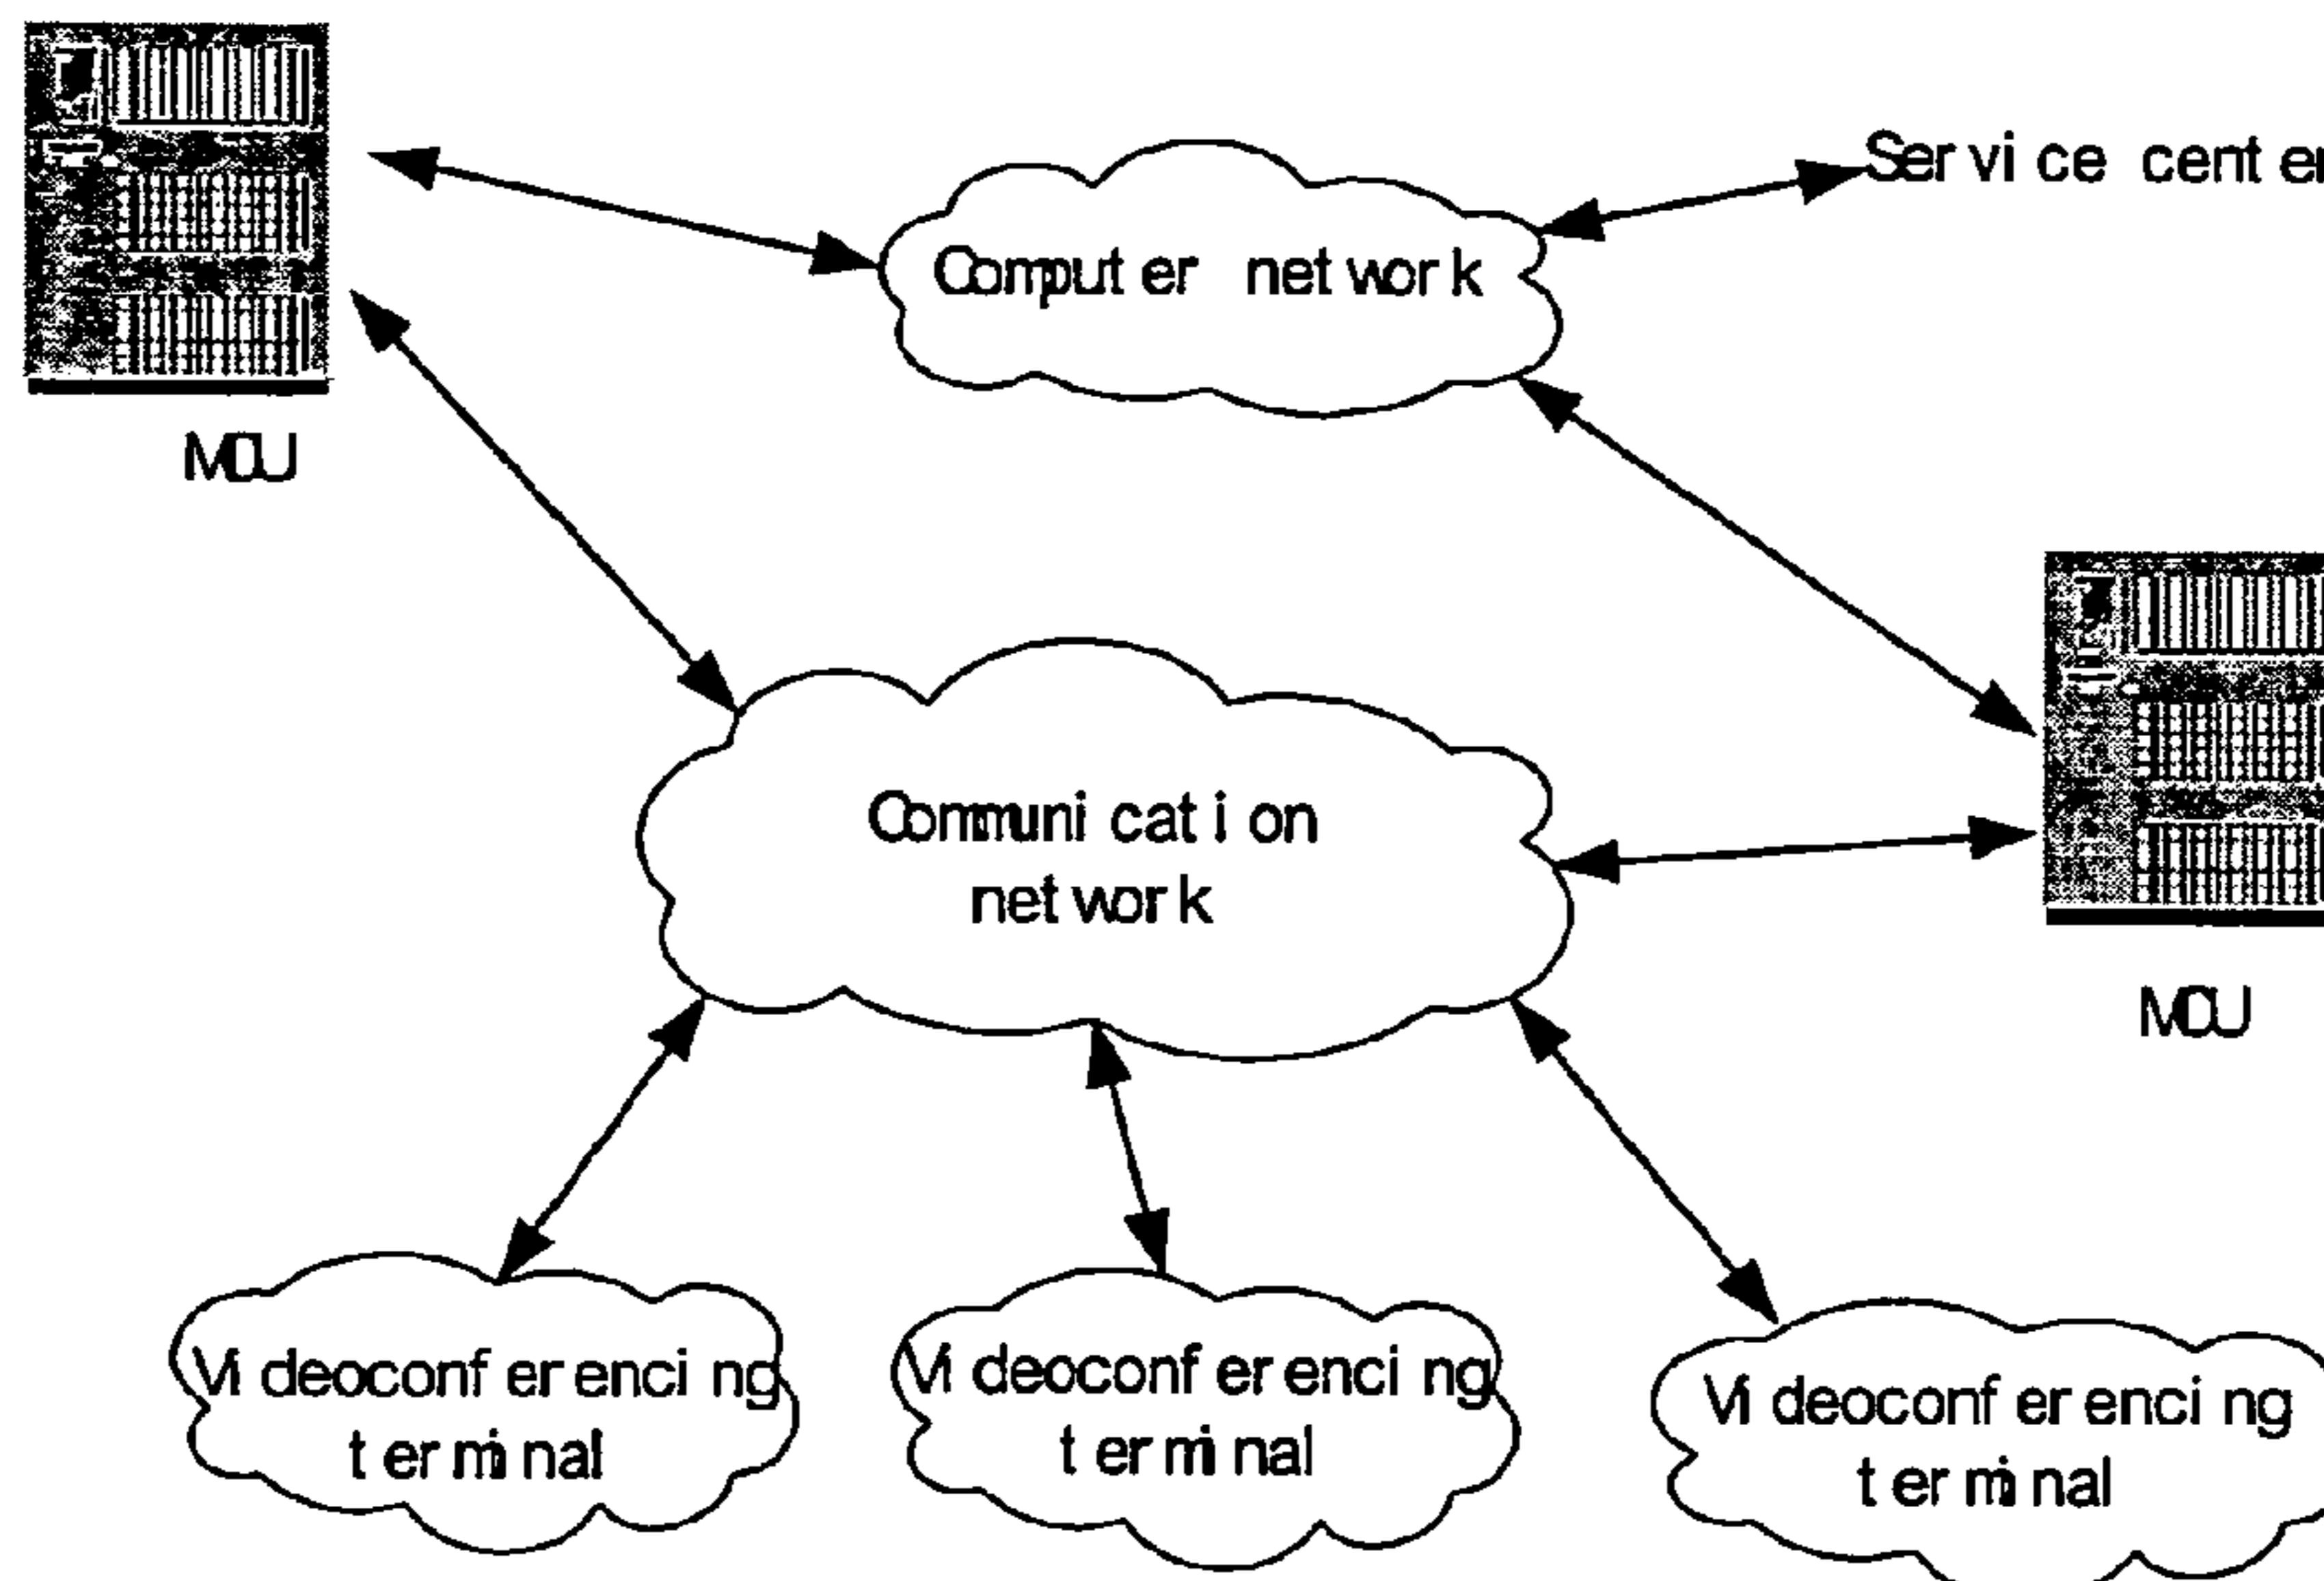 Service center
Computer network
MCU
Communication
network
MCU
Videoconferencing
terminal
Videoconferencing
terminal
Videoconferencing
terminal